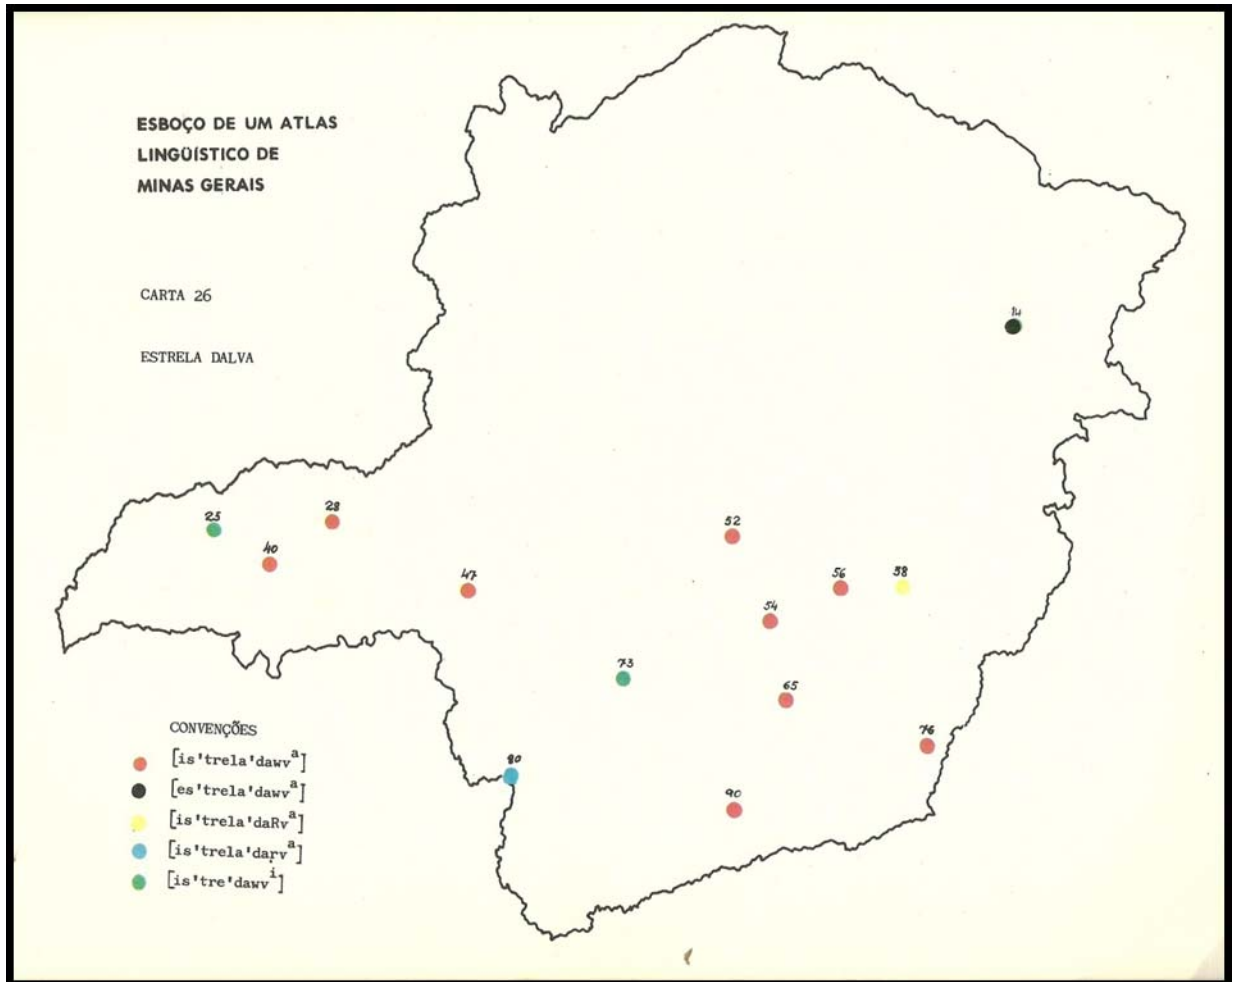 ESBOÇO DE UM ATLAS
LINGÜÍSTICO DE
MINAS GERAIS
CARTA 26
ESTRELA DALVA
14
25
28
40
47
52
56
58
54
73
65
76
80
90
CONVENÇÕES
[is'trela'dawvᵃ]
[es'trela'dawvᵃ]
[is'trela'daRvᵃ]
[is'trela'darvᵃ]
[is'tre'dawvⁱ]